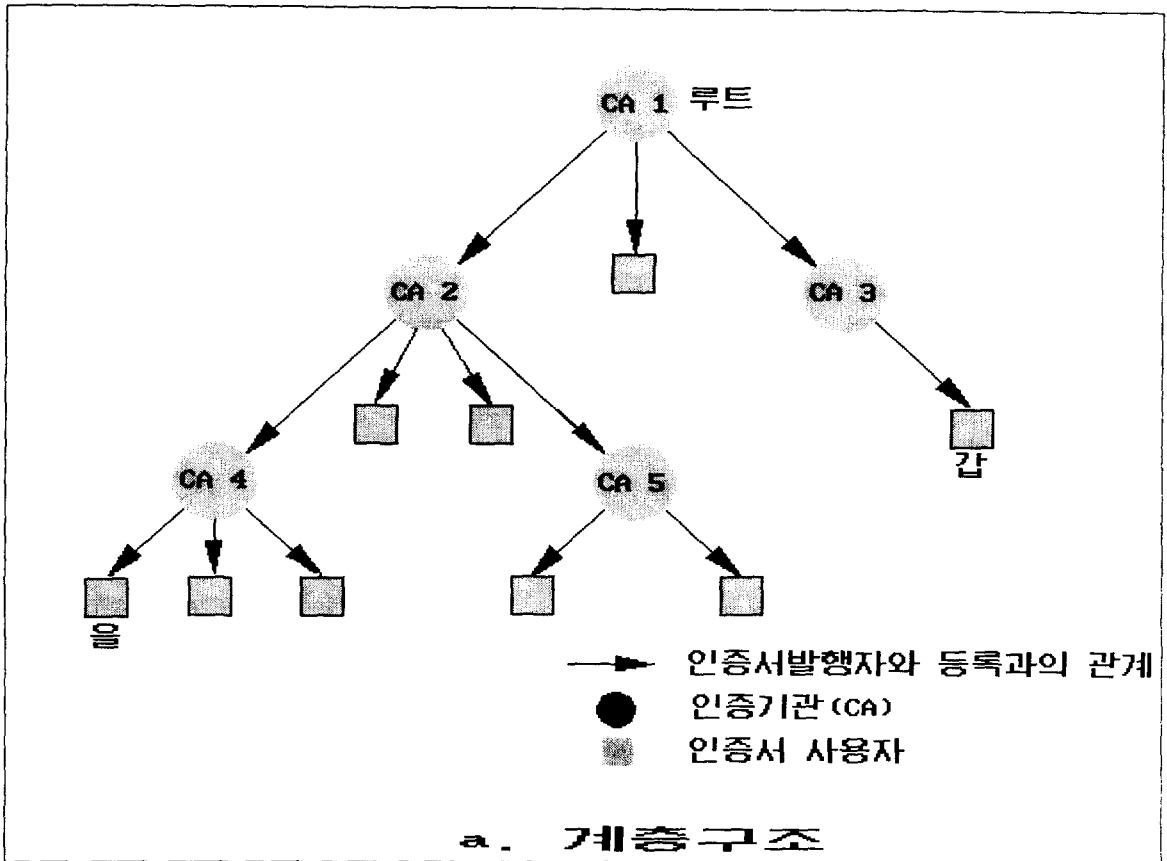 CA 1 루트
CA 2
CA 3
갑
CA 4
CA 5
을
인증서발행자와 등록과의 관계
인증기관(CA)
인증서 사용자
a. 계층구조